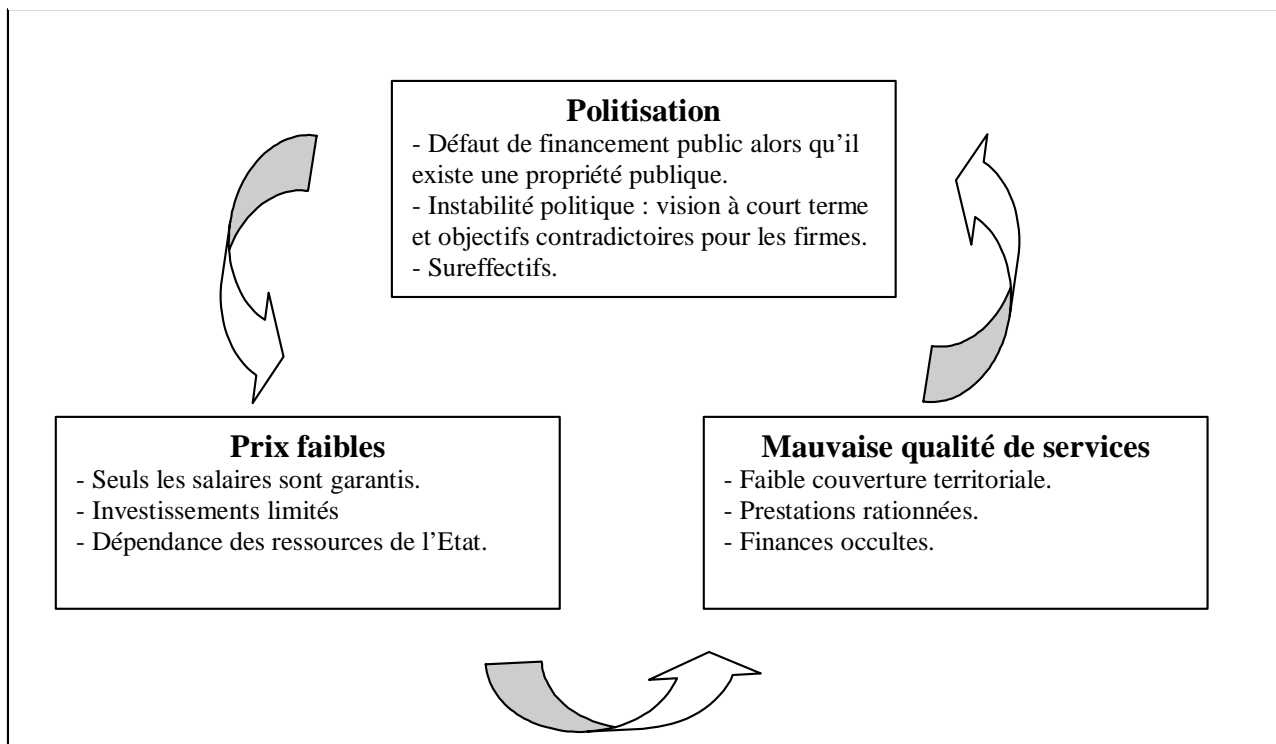 Politisation
- Défaut de financement public alors qu’il
existe une propriété publique.
- Instabilité politique : vision à court terme
et objectifs contradictoires pour les firmes.
- Sureffectifs.
Prix faibles
- Seuls les salaires sont garantis.
- Investissements limités
- Dépendance des ressources de l’Etat.
Mauvaise qualité de services
- Faible couverture territoriale.
- Prestations rationnées.
- Finances occultes.